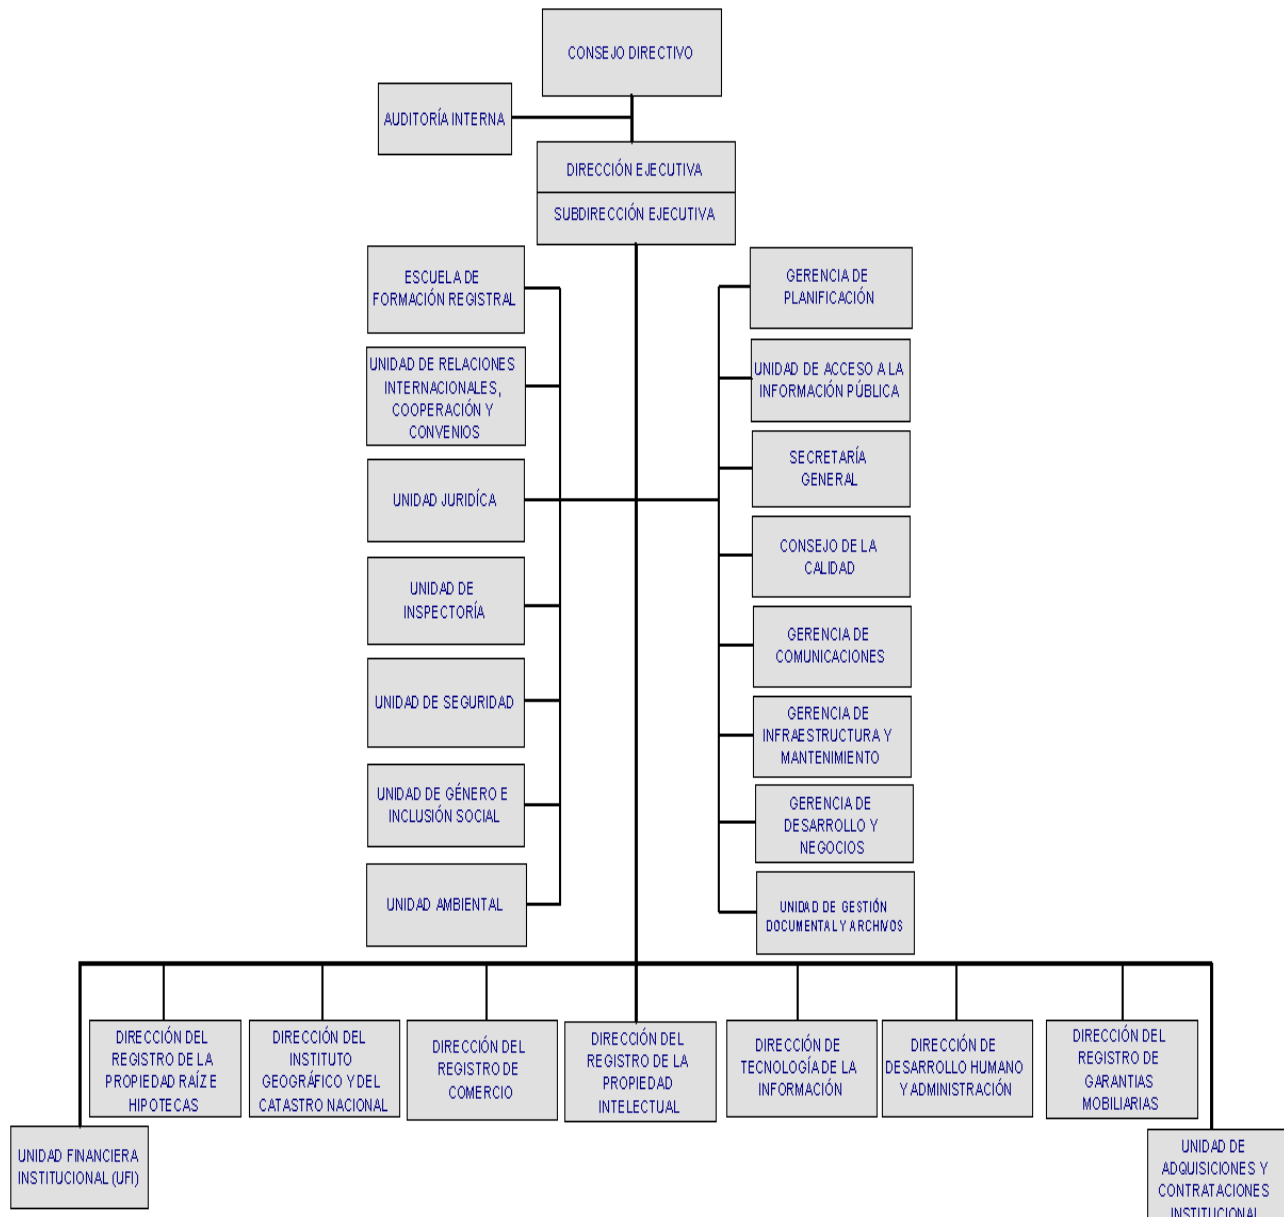 CONSEJO DIRECTIVO
AUDITORÍA INTERNA
DIRECCIÓN EJECUTIVA
SUBDIRECCIÓN EJECUTIVA
ESCUELA DE
FORMACIÓN REGISTRAL
UNIDAD DE RELACIONES
INTERNACIONALES,
COOPERACIÓN Y
CONVENIOS
UNIDAD JURIDÍCA
UNIDAD DE
INSPECTORÍA
UNIDAD DE SEGURIDAD
UNIDAD DE GÉNERO E
INCLUSIÓN SOCIAL
UNIDAD AMBIENTAL
GERENCIA DE
PLANIFICACIÓN
UNIDAD DE ACCESO A LA
INFORMACIÓN PÚBLICA
SECRETARÍA
GENERAL
CONSEJO DE LA
CALIDAD
GERENCIA DE
COMUNICACIONES
GERENCIA DE
INFRAESTRUCTURA Y
MANTENIMIENTO
GERENCIA DE
DESARROLLO Y
NEGOCIOS
UNIDAD DE GESTIÓN
DOCUMENTAL Y ARCHIVOS
DIRECCIÓN DEL
REGISTRO DE LA
PROPIEDAD RAÍZ E
HIPOTECAS
DIRECCIÓN DEL
INSTITUTO
GEOGRÁFICO Y DEL
CATASTRO NACIONAL
DIRECCIÓN DEL
REGISTRO DE
COMERCIO
DIRECCIÓN DEL
REGISTRO DE LA
PROPIEDAD
INTELECTUAL
DIRECCIÓN DE
TECNOLOGÍA DE LA
INFORMACIÓN
DIRECCIÓN DE
DESARROLLO HUMANO
Y ADMINISTRACIÓN
DIRECCIÓN DEL
REGISTRO DE
GARANTIAS
MOBILIARIAS
UNIDAD FINANCIERA
INSTITUCIONAL (UFI)
UNIDAD DE
ADQUISICIONES Y
CONTRATACIONES
INSTITUCIONAL